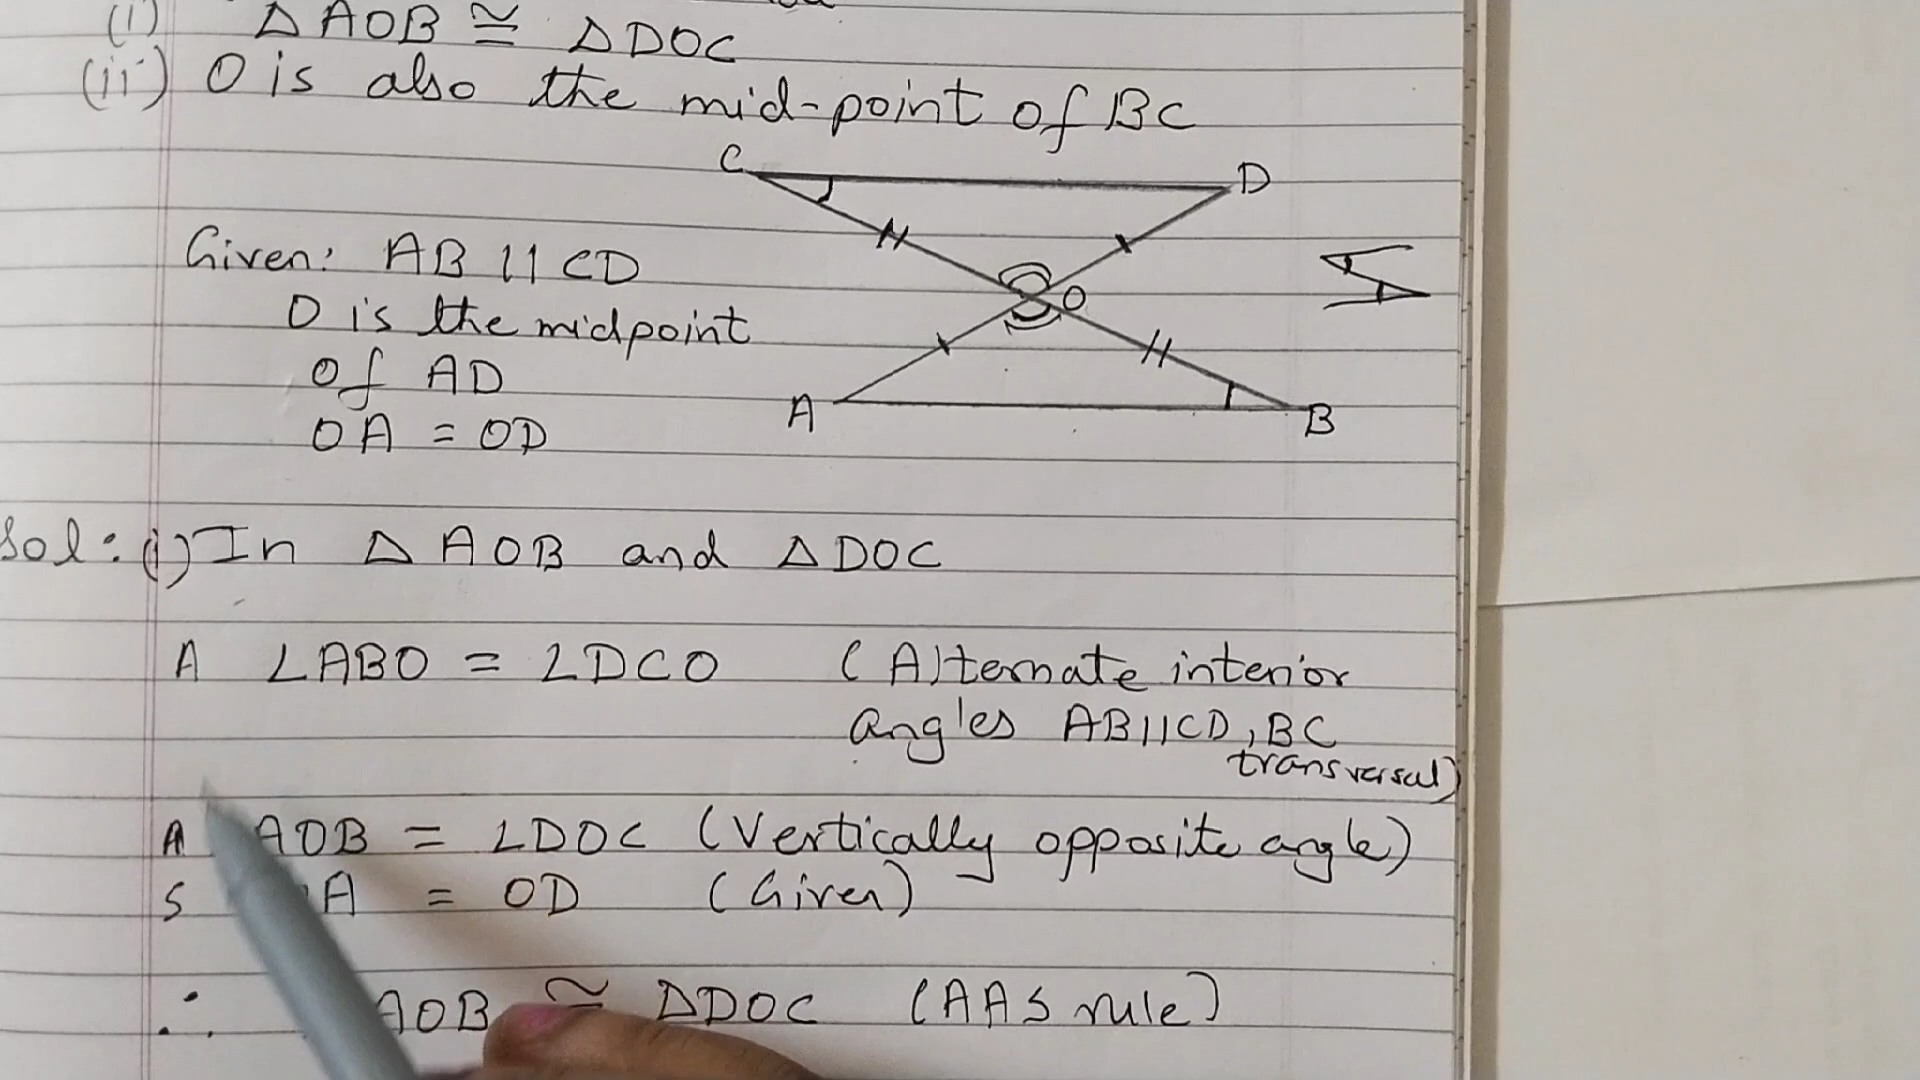 (i) △AOB ≅ △DOC
(ii) O is also the mid-point of BC
C
D
Given: AB || CD
O
O is the midpoint
of AD
A
B
OA = OD
Sol: (i) In △AOB and △DOC
A ∠ABO = ∠DCO (Alternate interior
angles AB||CD, BC
transversal)
A AOB = ∠DOC (Vertically opposite angle)
S A = OD (Given)
∴ AOB ≅ △DOC (AAS rule)